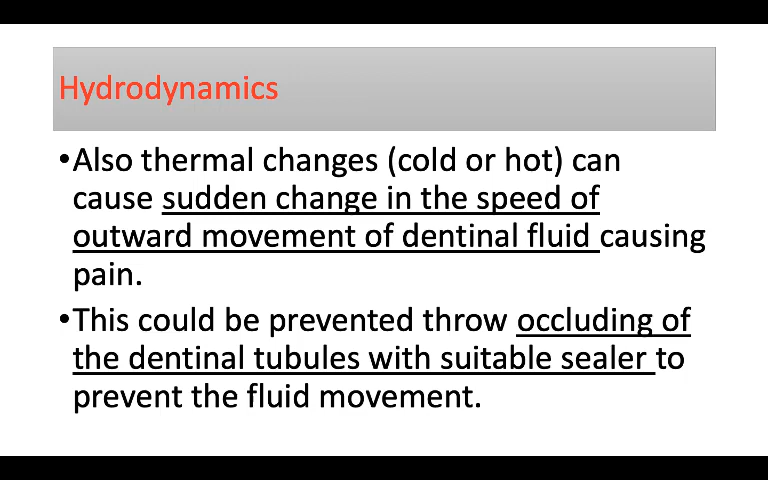 Hydrodynamics
•Also thermal changes (cold or hot) can
cause sudden change in the speed of
outward movement of dentinal fluid causing
pain.
•This could be prevented throw occluding of
the dentinal tubules with suitable sealer to
prevent the fluid movement.